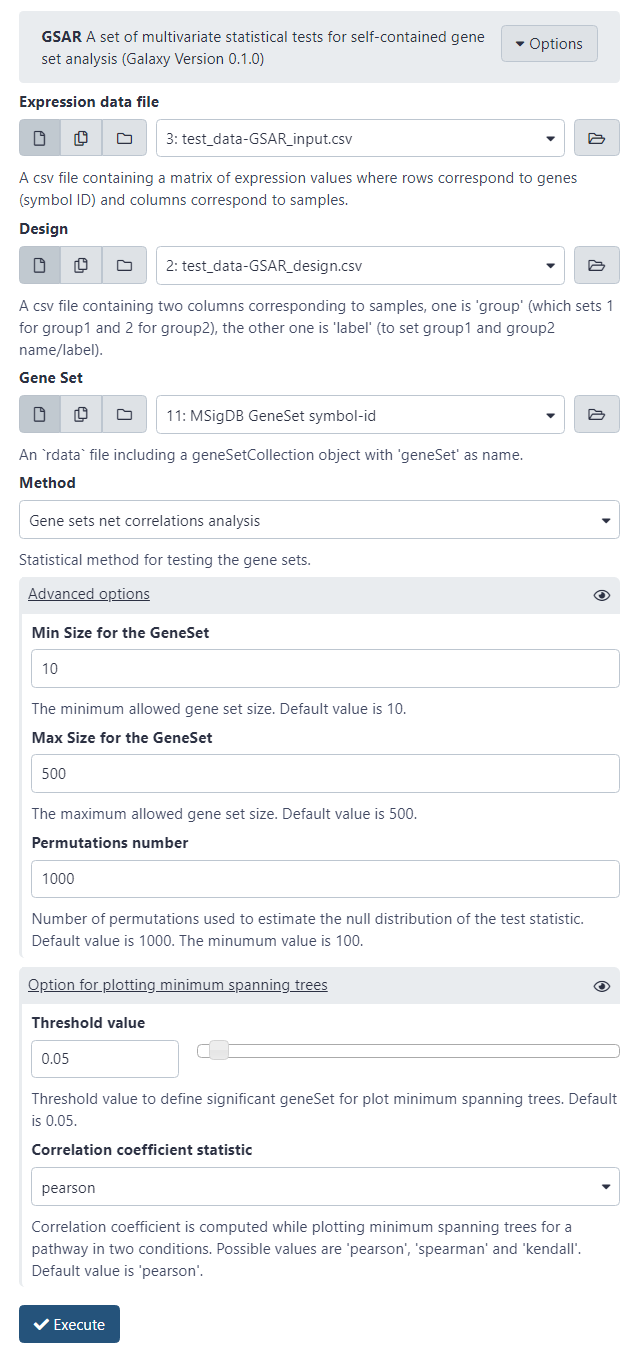 GSAR A set of multivariate statistical tests for self-contained gene
set analysis (Galaxy Version 0.1.0)
Options
Expression data file
3: test_data-GSAR_input.csv
A csv file containing a matrix of expression values where rows correspond to genes
(symbol ID) and columns correspond to samples.
Design
2: test_data-GSAR_design.csv
A csv file containing two columns corresponding to samples, one is 'group' (which sets 1
for group1 and 2 for group2), the other one is 'label' (to set group1 and group2
name/label).
Gene Set
11: MSigDB GeneSet symbol-id
An `rdata` file including a geneSetCollection object with 'geneSet' as name.
Method
Gene sets net correlations analysis
Statistical method for testing the gene sets.
Advanced options
Min Size for the GeneSet
10
The minimum allowed gene set size. Default value is 10.
Max Size for the GeneSet
500
The maximum allowed gene set size. Default value is 500.
Permutations number
1000
Number of permutations used to estimate the null distribution of the test statistic.
Default value is 1000. The minumum value is 100.
Option for plotting minimum spanning trees
Threshold value
0.05
Threshold value to define significant geneSet for plot minimum spanning trees. Default
is 0.05.
Correlation coefficient statistic
pearson
Correlation coefficient is computed while plotting minimum spanning trees for a
pathway in two conditions. Possible values are 'pearson', 'spearman' and 'kendall'.
Default value is 'pearson'.
Execute